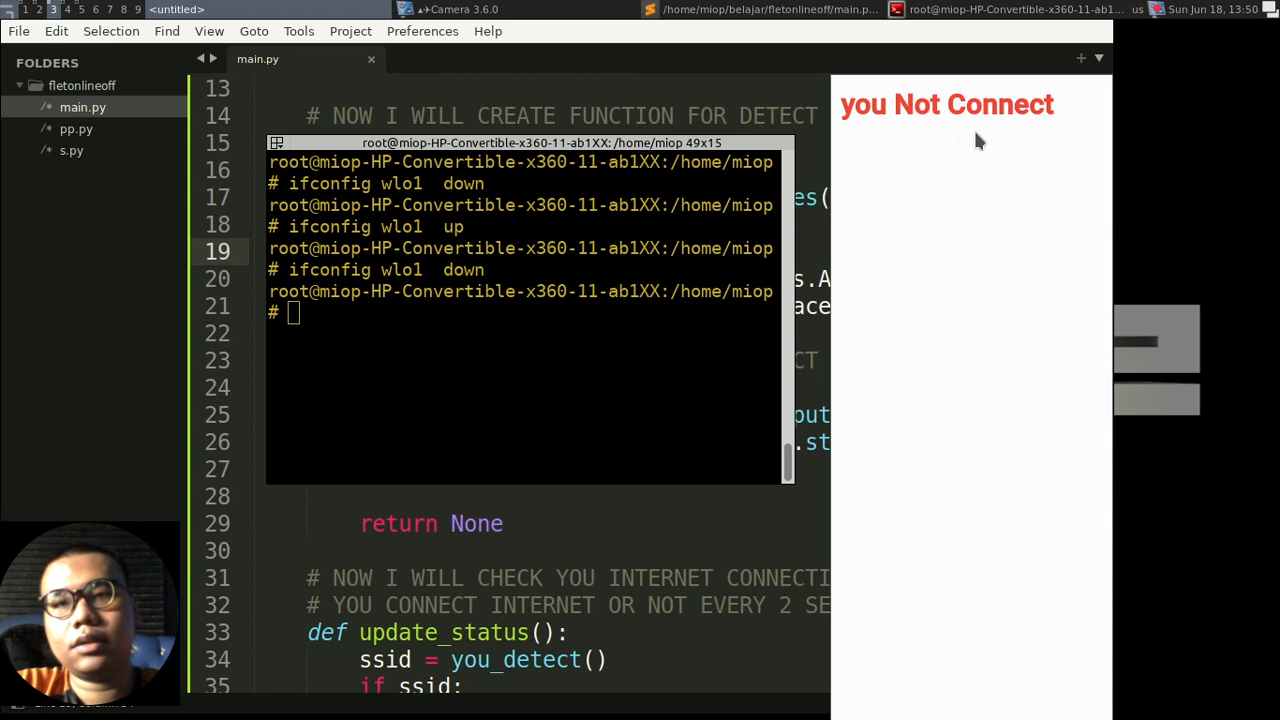 1 2 3 4 5 6 7 8 9 <untitled> Camera 3.6.0 /home/miop/belajar/fletonlineoff/main.p... root@miop-HP-Convertible-x360-11-ab1... us Sun Jun 18, 13:50
File Edit Selection Find View Goto Tools Project Preferences Help
FOLDERS
fletonlineoff
/* main.py
/* pp.py
/* s.py
main.py ×
13
14 # NOW I WILL CREATE FUNCTION FOR DETECT
15
16
17 es(
18
19
20 s.A
21 ace
22
23 CT
24
25 put
26 .st
27
28
29 return None
30
31 # NOW I WILL CHECK YOU INTERNET CONNECTI
32 # YOU CONNECT INTERNET OR NOT EVERY 2 SE
33 def update_status():
34 ssid = you_detect()
35 if ssid:
root@miop-HP-Convertible-x360-11-ab1XX: /home/miop 49x15
root@miop-HP-Convertible-x360-11-ab1XX:/home/miop
# ifconfig wlo1  down
root@miop-HP-Convertible-x360-11-ab1XX:/home/miop
# ifconfig wlo1  up
root@miop-HP-Convertible-x360-11-ab1XX:/home/miop
# ifconfig wlo1  down
root@miop-HP-Convertible-x360-11-ab1XX:/home/miop
#
you Not Connect